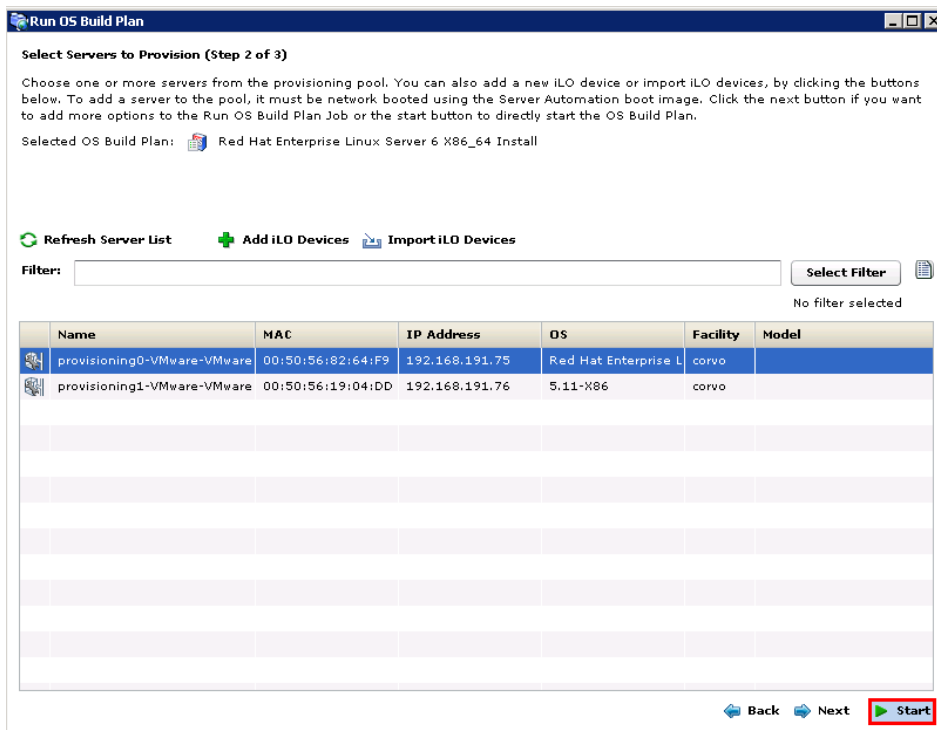 Run OS Build Plan
Select Servers to Provision (Step 2 of 3)
Choose one or more servers from the provisioning pool. You can also add a new iLO device or import iLO devices, by clicking the buttons
below. To add a server to the pool, it must be network booted using the Server Automation boot image. Click the next button if you want
to add more options to the Run OS Build Plan Job or the start button to directly start the OS Build Plan.
Selected OS Build Plan: Red Hat Enterprise Linux Server 6 X86_64 Install
Refresh Server List Add iLO Devices Import iLO Devices
Filter: Select Filter
No filter selected
Name MAC IP Address OS Facility Model
provisioning0-VMware-VMware 00:50:56:82:64:F9 192.168.191.75 Red Hat Enterprise L corvo
provisioning1-VMware-VMware 00:50:56:19:04:DD 192.168.191.76 5.11-X86 corvo
Back Next Start